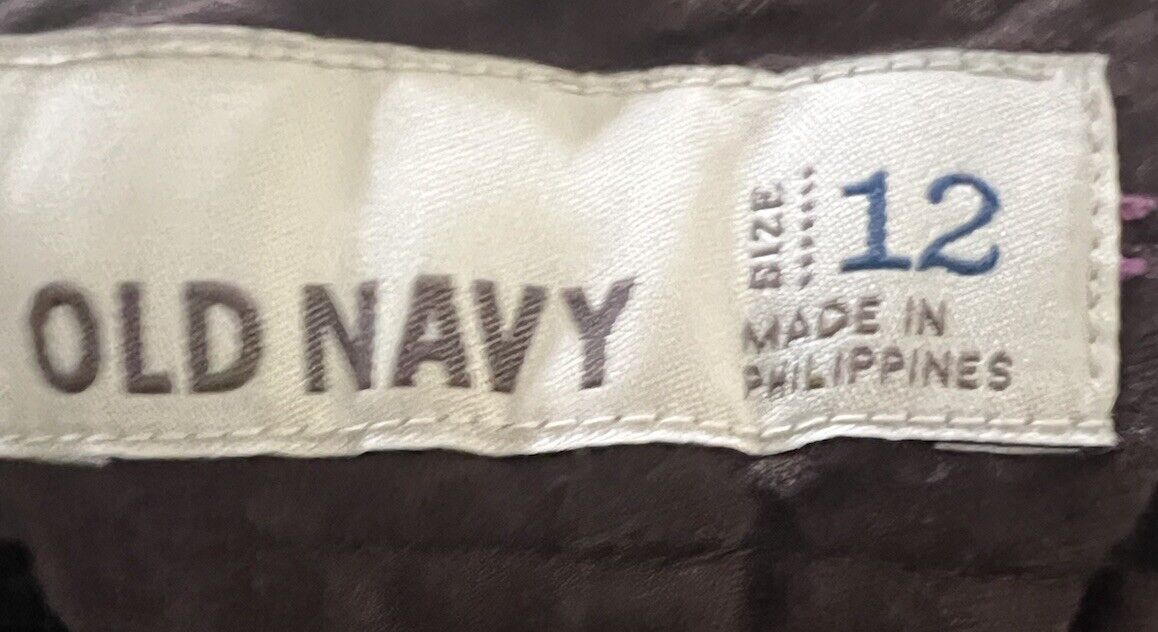 OLD NAVY
SIZE 12
MADE IN
PHILIPPINES